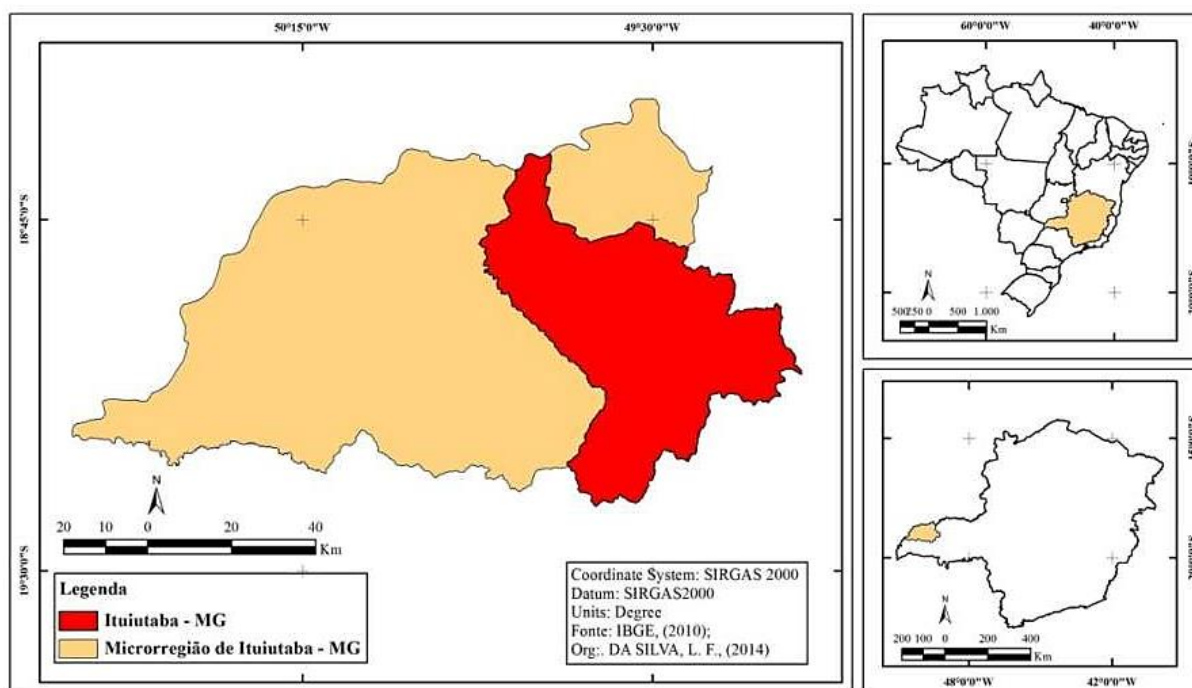 50°15'0"W
49°30'0"W
18°45'0"S
19°30'0"S
N
20 10 0 20 40
Km
Legenda
Ituiutaba - MG
Microrregião de Ituiutaba - MG
Coordinate System: SIRGAS 2000
Datum: SIRGAS2000
Units: Degree
Fonte: IBGE, (2010);
Org:. DA SILVA, L. F., (2014)
60°0'0"W
40°0'0"W
N
500 250 0 500 1.000
Km
N
200 100 0 200 400
Km
48°0'0"W
42°0'0"W